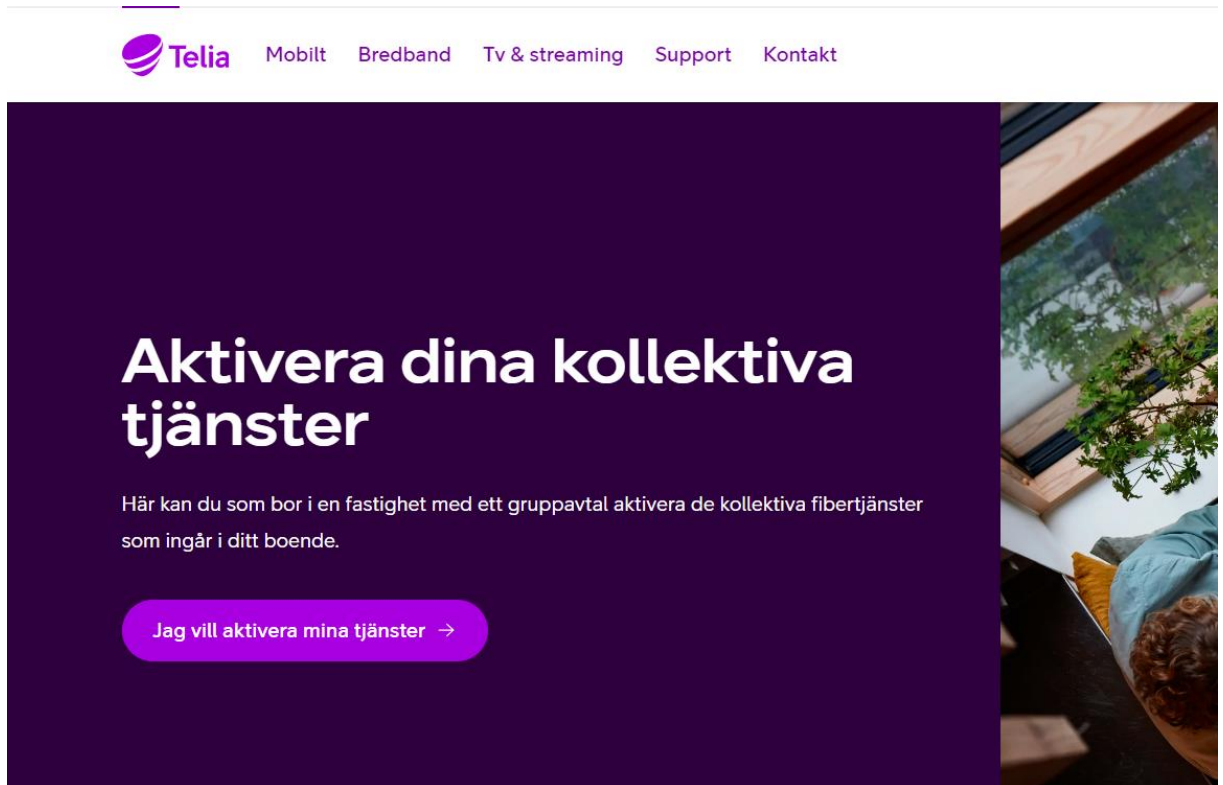 Telia Mobilt Bredband Tv & streaming Support Kontakt
Aktivera dina kollektiva
tjänster
Här kan du som bor i en fastighet med ett gruppavtal aktivera de kollektiva fibertjänster
som ingår i ditt boende.
Jag vill aktivera mina tjänster →